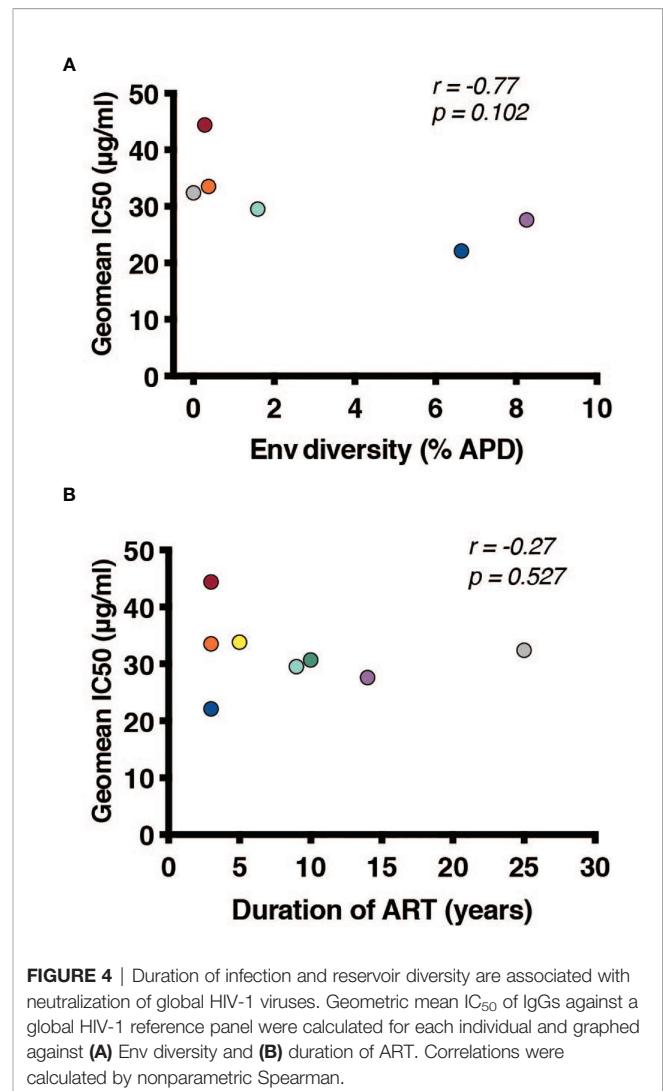 A
r = -0.77
p = 0.102
50
40
30
20
10
0
Geomean IC50 (µg/ml)
0 2 4 6 8 10
Env diversity (% APD)
B
r = -0.27
p = 0.527
50
40
30
20
10
0
Geomean IC50 (µg/ml)
0 5 10 15 20 25 30
Duration of ART (years)
FIGURE 4 | Duration of infection and reservoir diversity are associated with
neutralization of global HIV-1 viruses. Geometric mean IC50 of IgGs against a
global HIV-1 reference panel were calculated for each individual and graphed
against (A) Env diversity and (B) duration of ART. Correlations were
calculated by nonparametric Spearman.